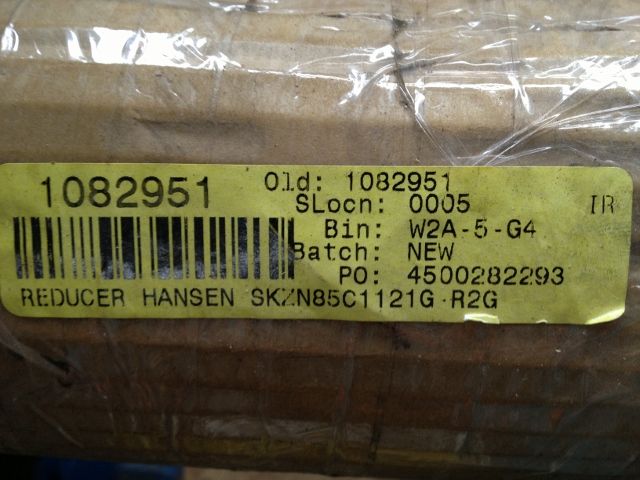 1082951
Old: 1082951
SLocn: 0005 IR
Bin: W2A-5-G4
Batch: NEW
PO: 4500282293
REDUCER HANSEN SKZN85C1121G-R2G